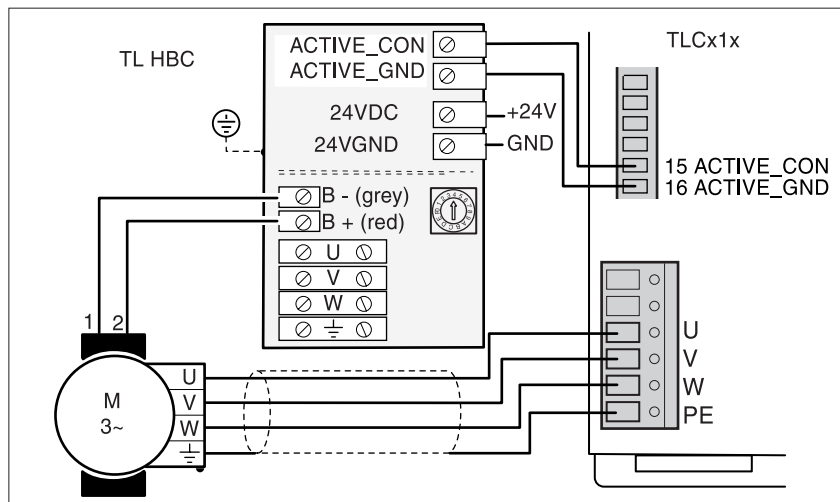 TL HBC
ACTIVE_CON
ACTIVE_GND
24VDC
24VGND
+24V
GND
TLCx1x
15 ACTIVE_CON
16 ACTIVE_GND
B - (grey)
B + (red)
U
V
W
1 2
M
3~
U
V
W
U
V
W
PE